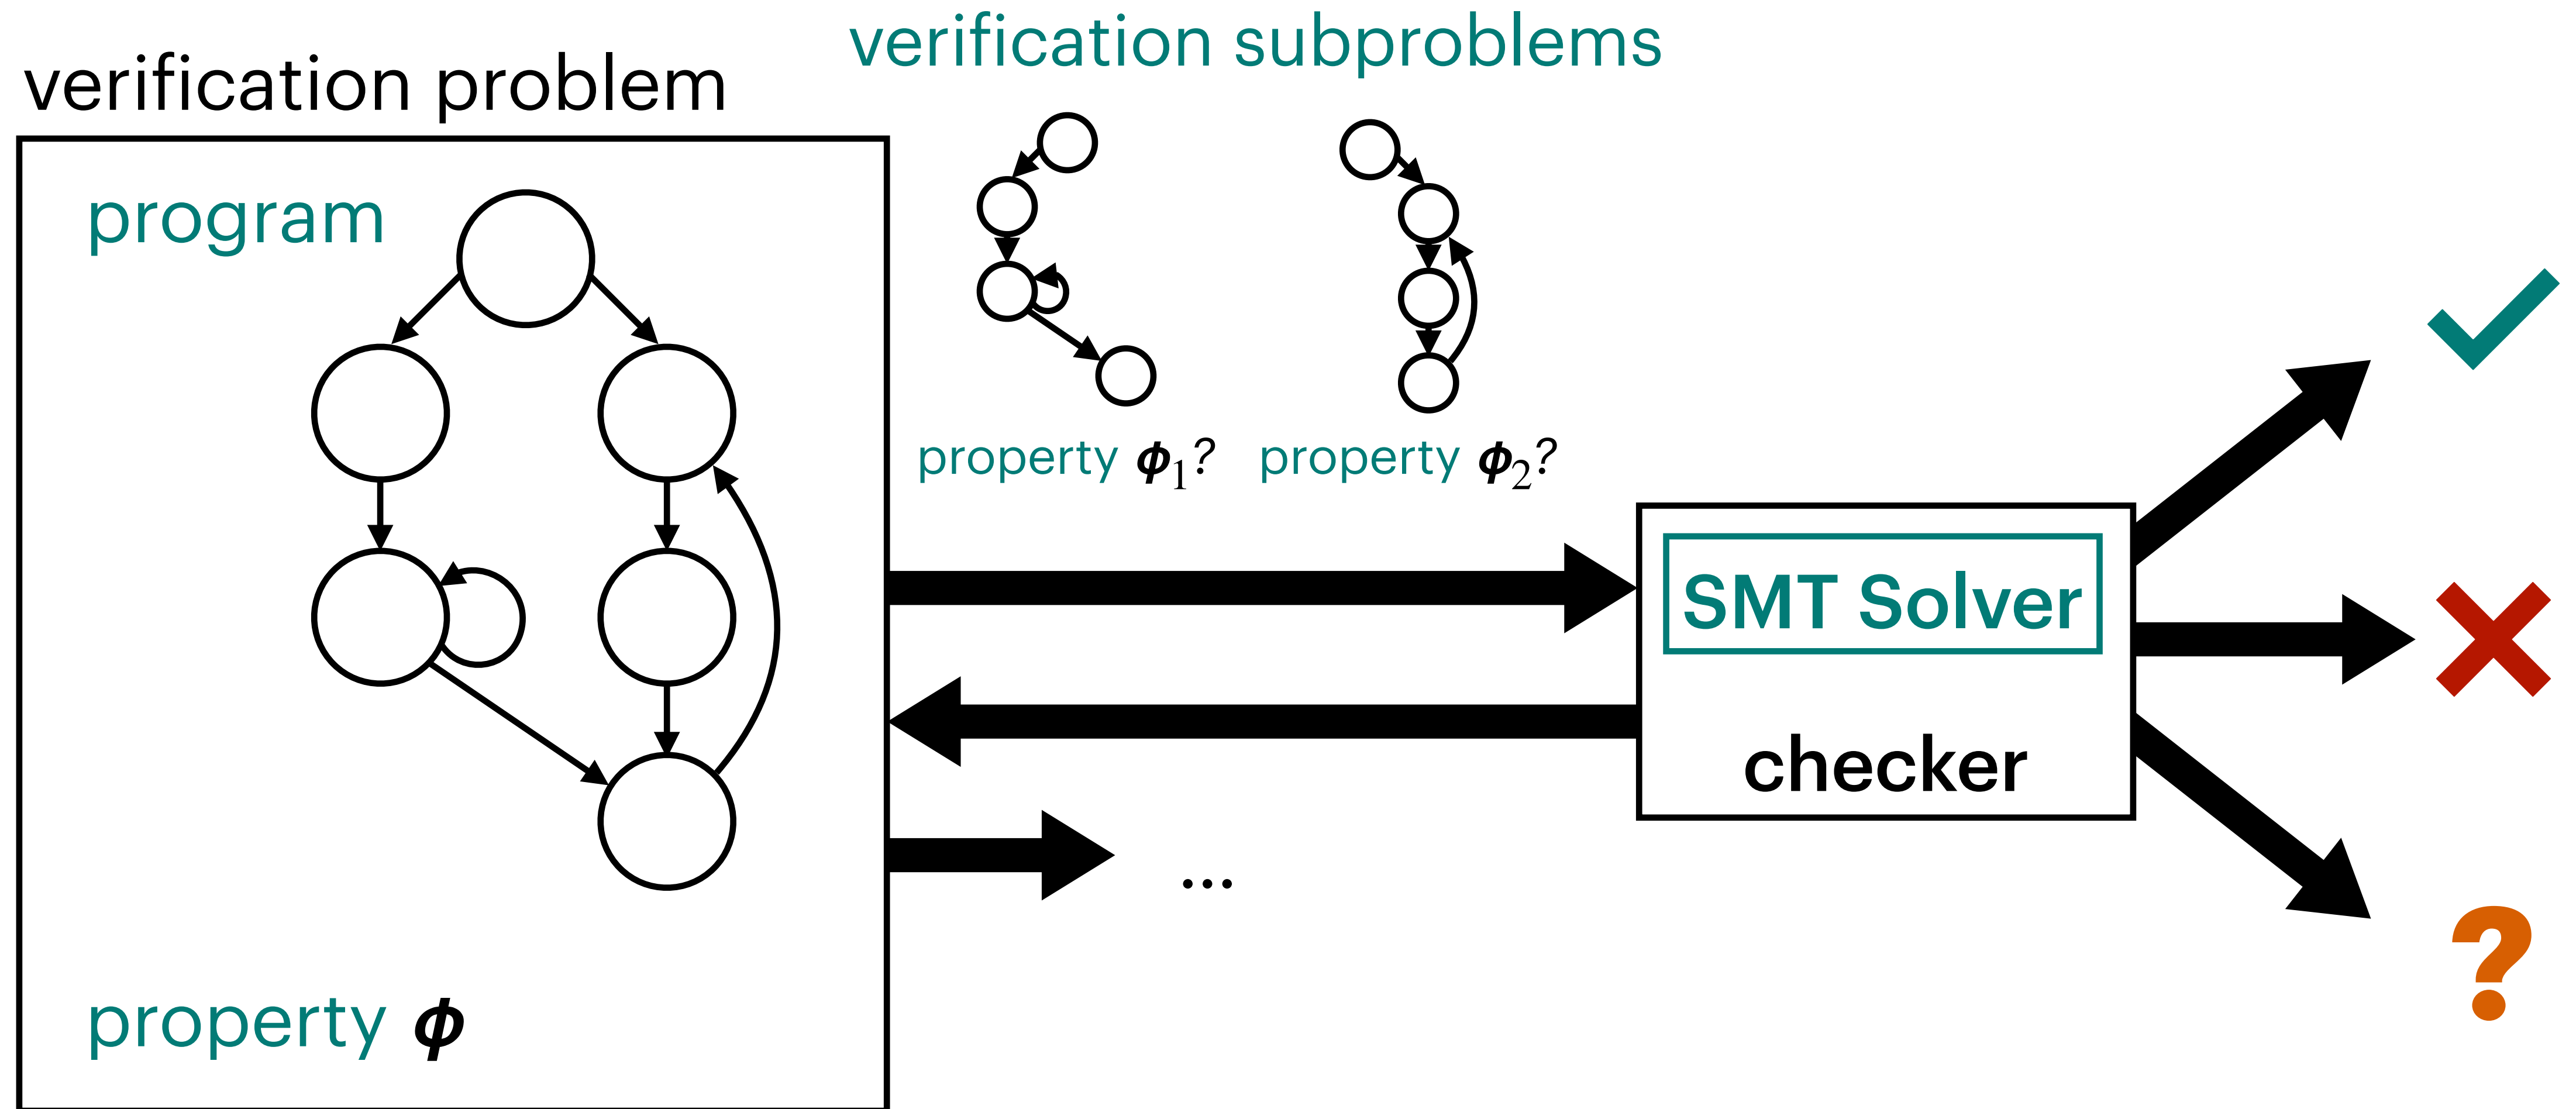 verification subproblems
verification problem
program
property ϕ₁?
property ϕ₂?
SMT Solver
checker
...
?
property ϕ